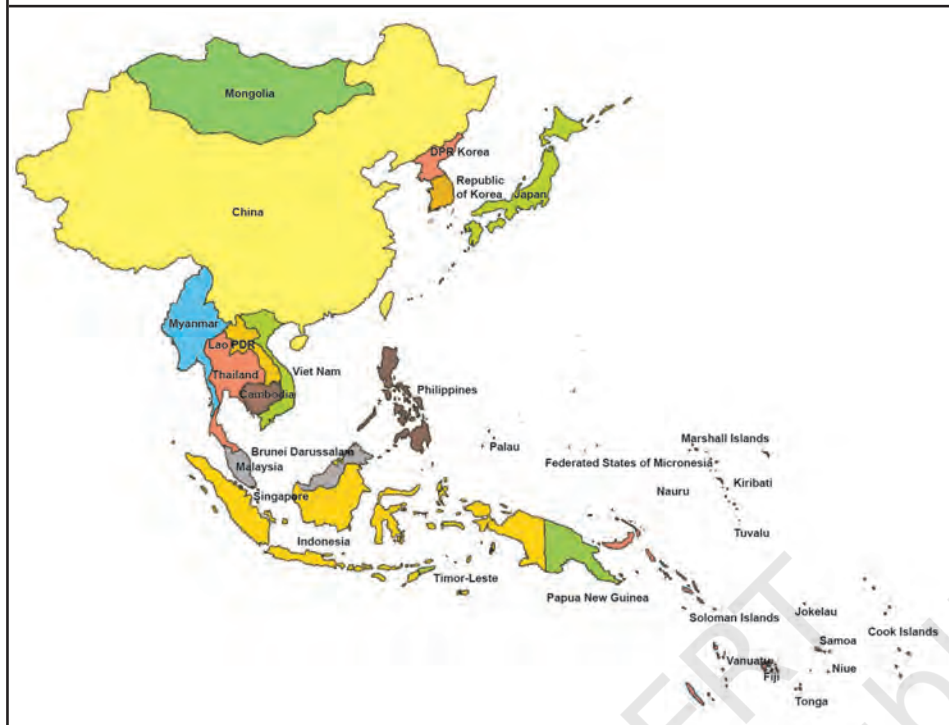 Mongolia
DPR Korea
Republic
of Korea
Japan
China
Myanmar
Lao PDR
Viet Nam
Thailand
Cambodia
Philippines
Marshall Islands
Palau
Brunei Darussalam
Federated States of Micronesia
Malaysia
Kiribati
Nauru
Singapore
Tuvalu
Indonesia
Timor-Leste
Papua New Guinea
Soloman Islands
Jokelau
Cook Islands
Samoa
Vanuatu
Niue
Fiji
Tonga